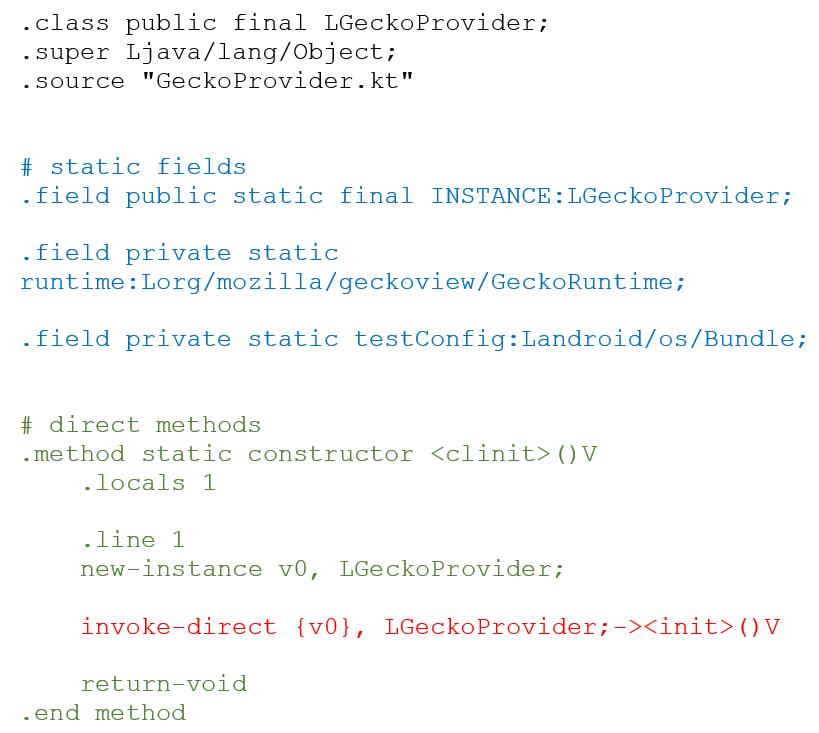 .class public final LGeckoProvider;
.super Ljava/lang/Object;
.source "GeckoProvider.kt"
# static fields
.field public static final INSTANCE:LGeckoProvider;
.field private static
runtime:Lorg/mozilla/geckoview/GeckoRuntime;
.field private static testConfig:Landroid/os/Bundle;
# direct methods
.method static constructor <clinit>()V
.locals 1
.line 1
new-instance v0, LGeckoProvider;
invoke-direct {v0}, LGeckoProvider;-><init>()V
return-void
.end method